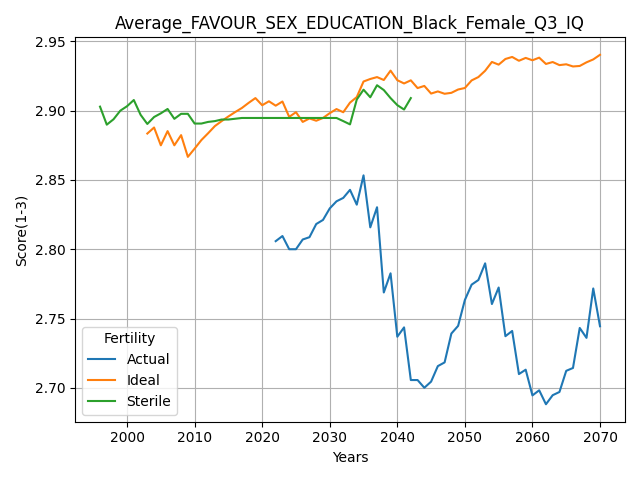 Average_FAVOUR_SEX_EDUCATION_Black_Female_Q3_IQ
2.95
2.90
2.85
2.80
2.75
2.70
Score(1-3)
Fertility
Actual
Ideal
Sterile
2000 2010 2020 2030 2040 2050 2060 2070
Years